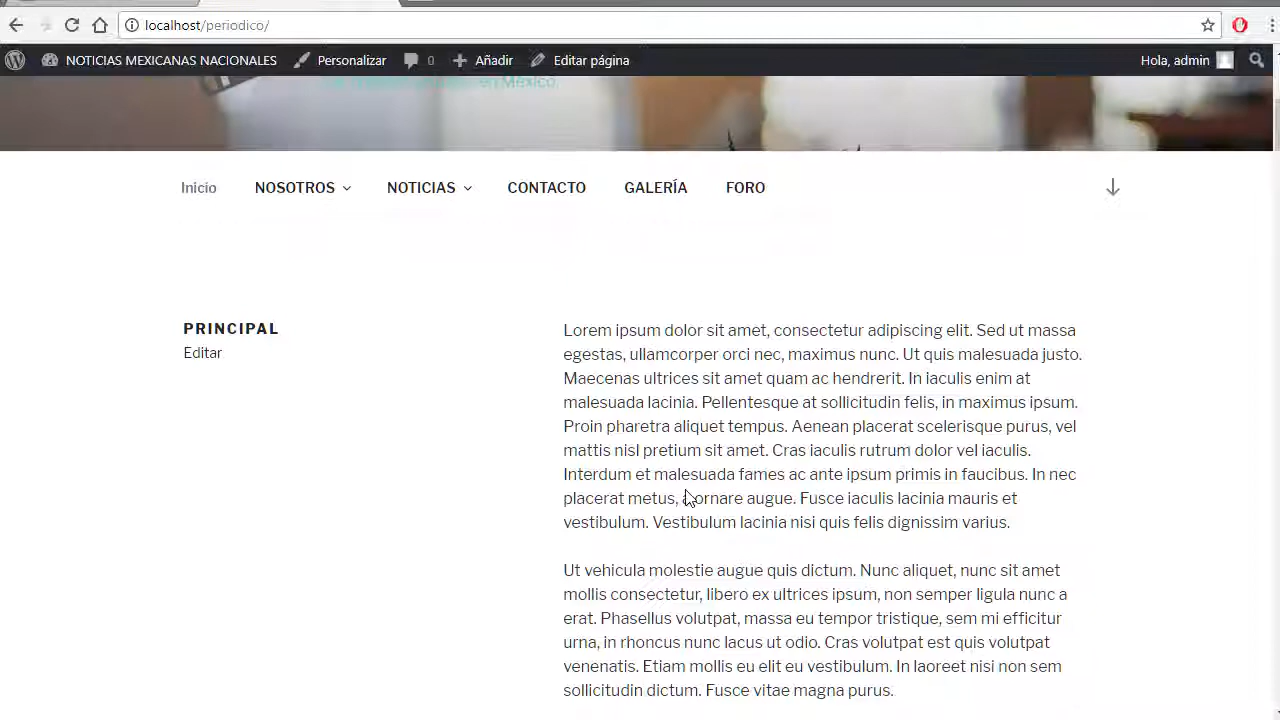 localhost/periodico/
NOTICIAS MEXICANAS NACIONALES Personalizar 0 Añadir Editar página Hola, admin
en México
Inicio NOSOTROS NOTICIAS CONTACTO GALERÍA FORO
PRINCIPAL
Editar
Lorem ipsum dolor sit amet, consectetur adipiscing elit. Sed ut massa
egestas, ullamcorper orci nec, maximus nunc. Ut quis malesuada justo.
Maecenas ultrices sit amet quam ac hendrerit. In iaculis enim at
malesuada lacinia. Pellentesque at sollicitudin felis, in maximus ipsum.
Proin pharetra aliquet tempus. Aenean placerat scelerisque purus, vel
mattis nisl pretium sit amet. Cras iaculis rutrum dolor vel iaculis.
Interdum et malesuada fames ac ante ipsum primis in faucibus. In nec
placerat metus, ornare augue. Fusce iaculis lacinia mauris et
vestibulum. Vestibulum lacinia nisi quis felis dignissim varius.
Ut vehicula molestie augue quis dictum. Nunc aliquet, nunc sit amet
mollis consectetur, libero ex ultrices ipsum, non semper ligula nunc a
erat. Phasellus volutpat, massa eu tempor tristique, sem mi efficitur
urna, in rhoncus nunc lacus ut odio. Cras volutpat est quis volutpat
venenatis. Etiam mollis eu elit eu vestibulum. In laoreet nisi non sem
sollicitudin dictum. Fusce vitae magna purus.